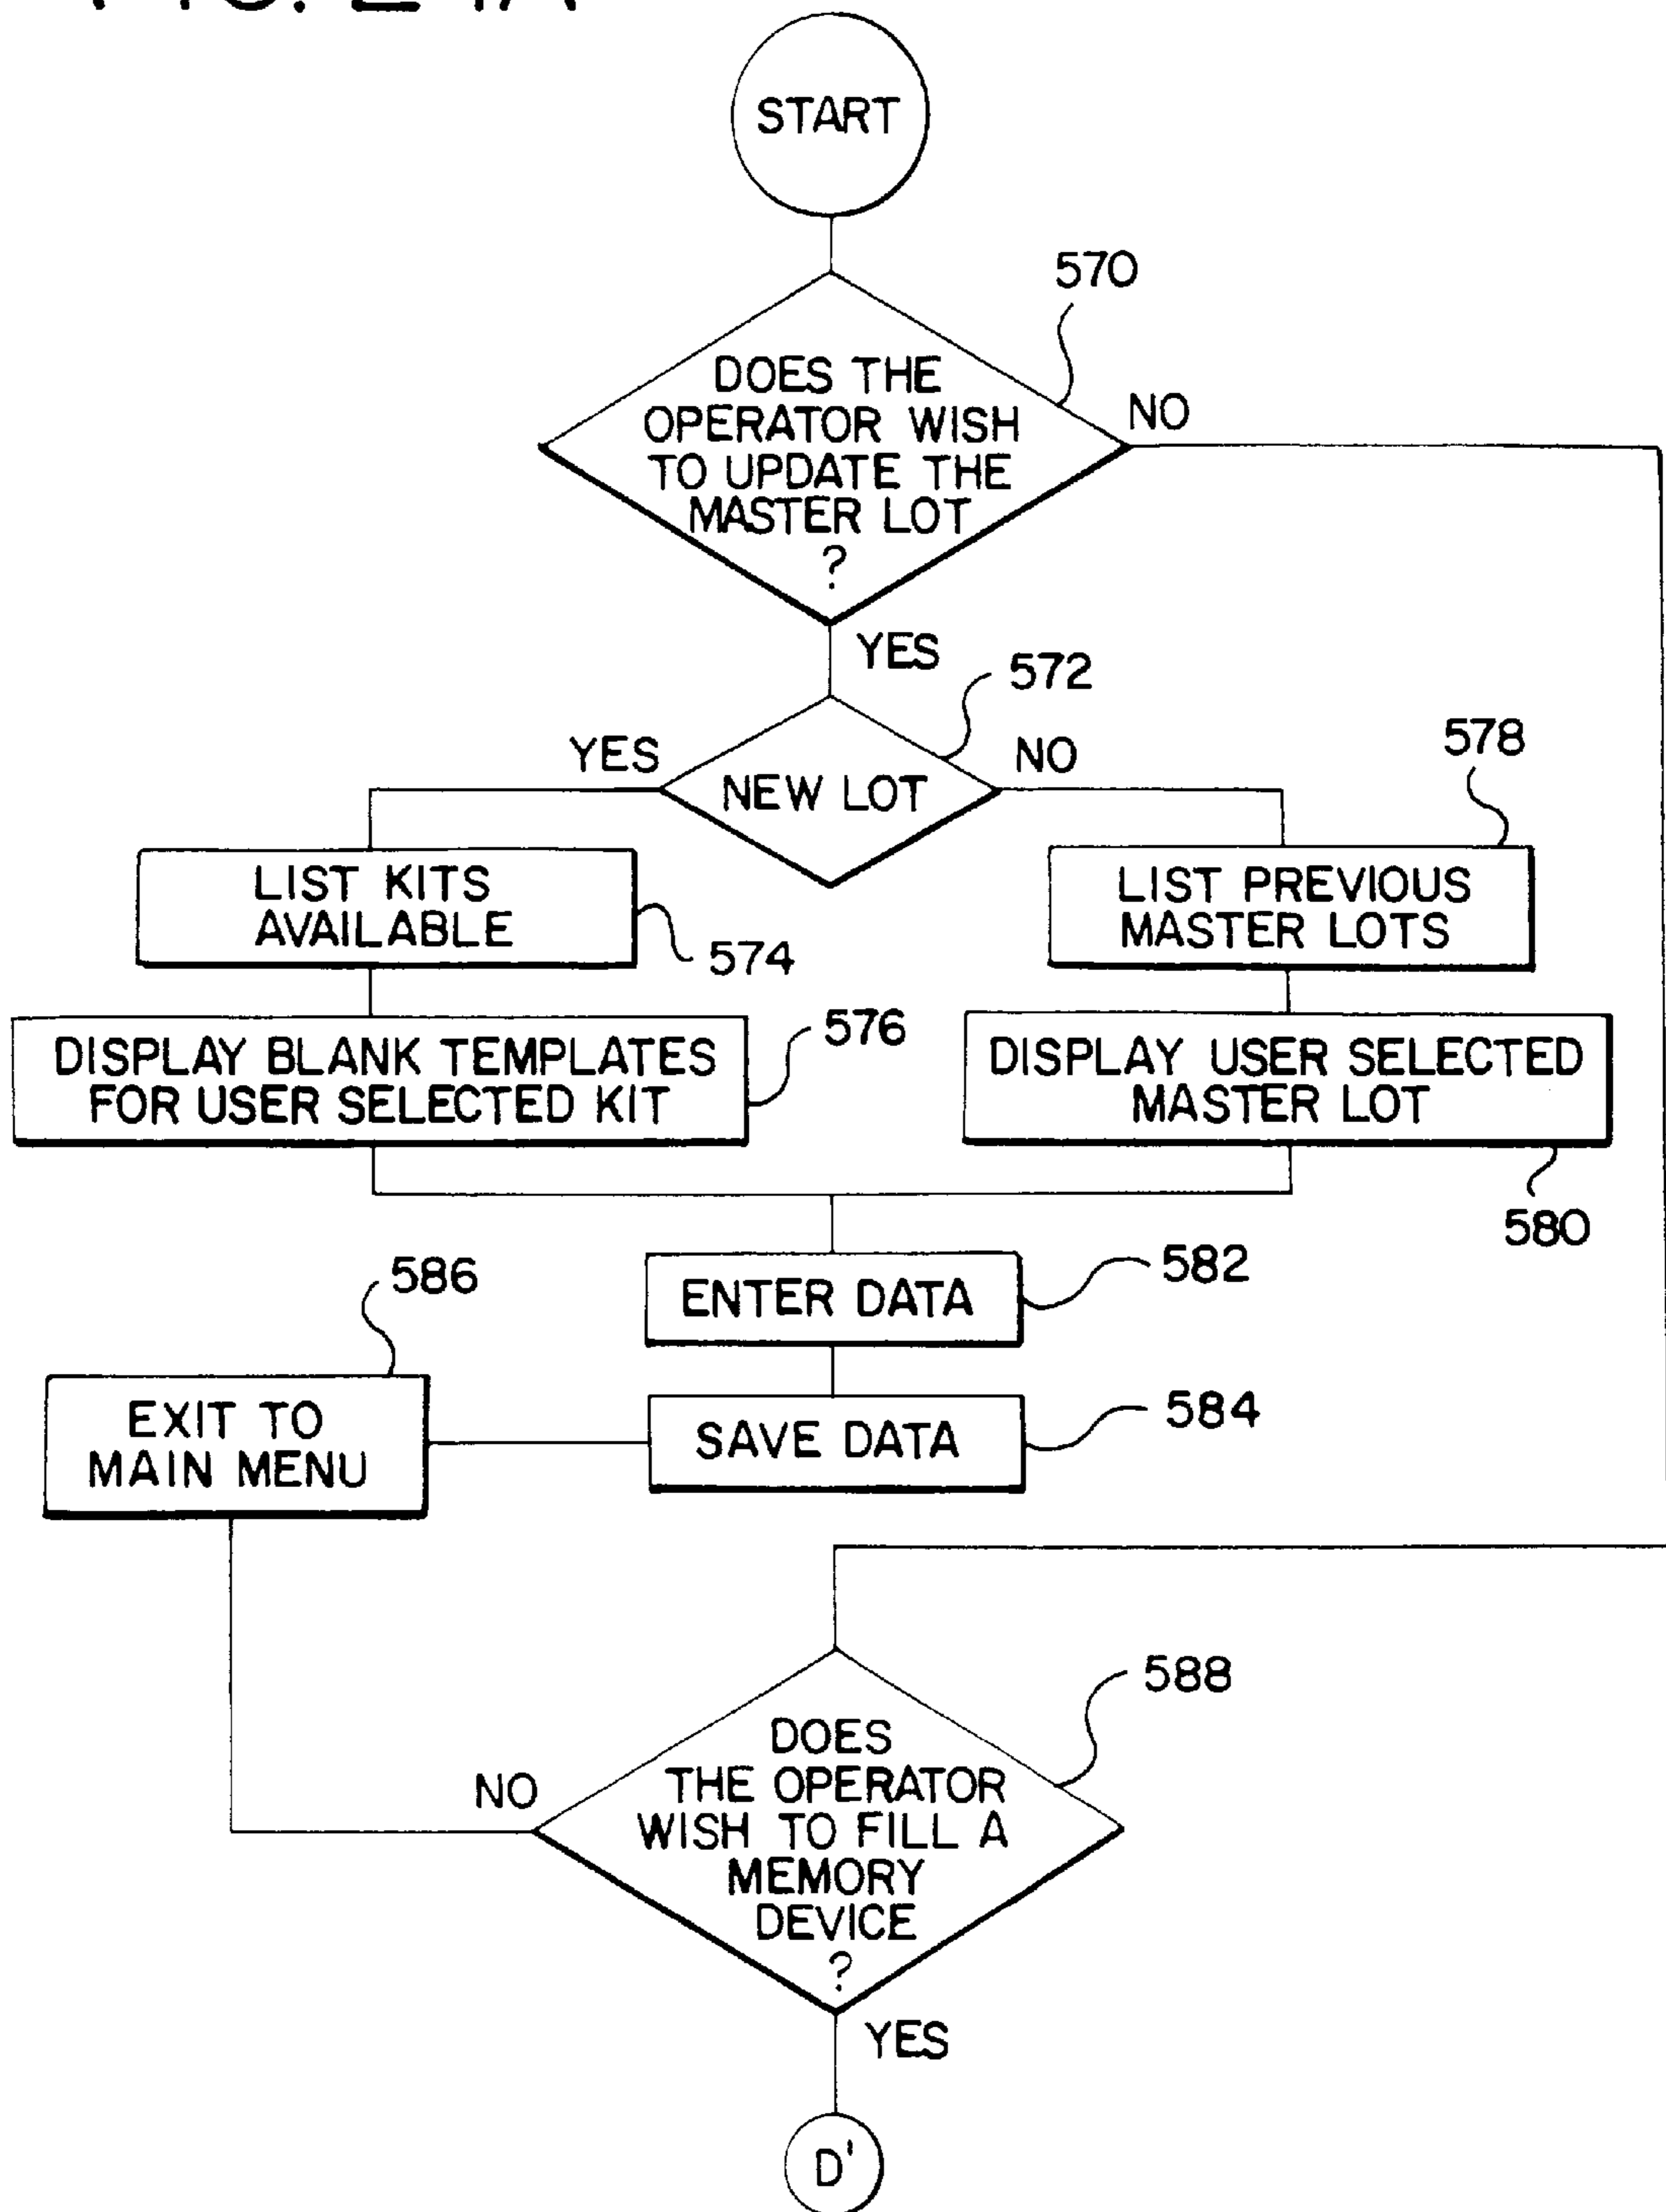 START
570
DOES THE
OPERATOR WISH
TO UPDATE THE
MASTER LOT
?
NO
YES
572
YES
NEW LOT
NO
578
LIST KITS
AVAILABLE
574
LIST PREVIOUS
MASTER LOTS
DISPLAY BLANK TEMPLATES
FOR USER SELECTED KIT
576
DISPLAY USER SELECTED
MASTER LOT
580
586
ENTER DATA
582
EXIT TO
MAIN MENU
SAVE DATA
584
588
DOES
THE OPERATOR
WISH TO FILL A
MEMORY
DEVICE
?
NO
YES
D'